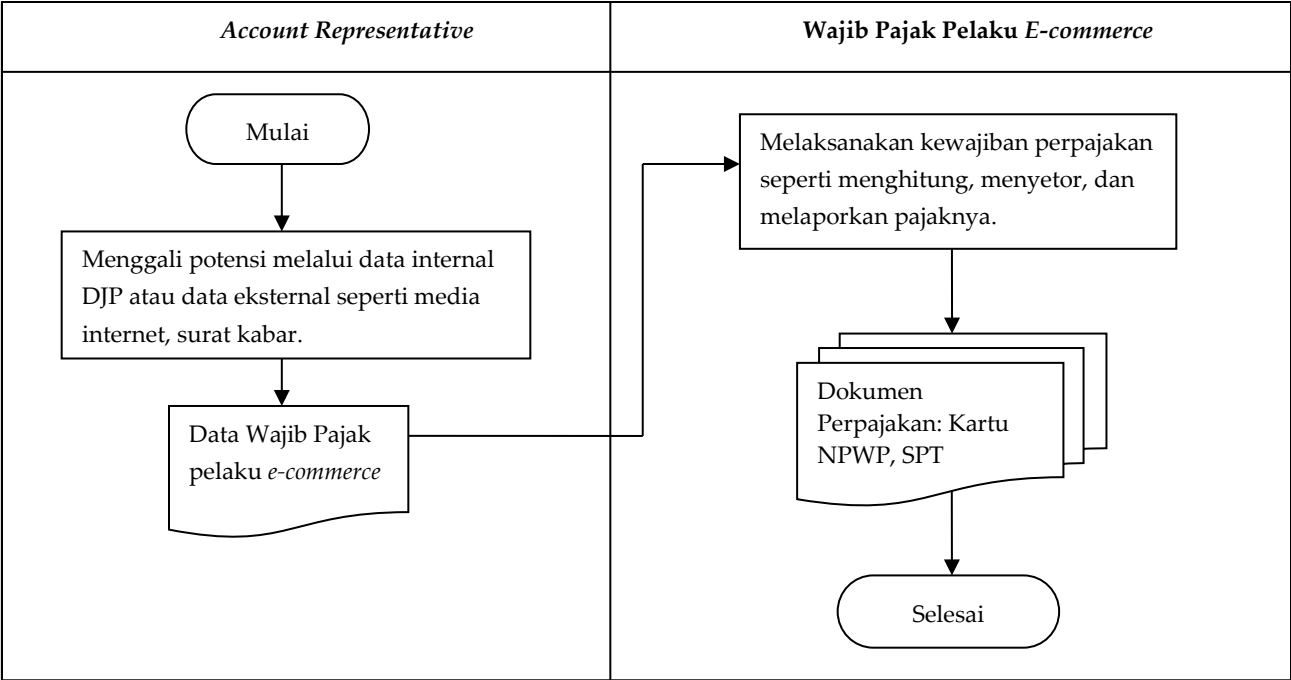 Account Representative
Wajib Pajak Pelaku E-commerce
Mulai
Menggali potensi melalui data internal
DJP atau data eksternal seperti media
internet, surat kabar.
Data Wajib Pajak
pelaku e-commerce
Melaksanakan kewajiban perpajakan
seperti menghitung, menyetor, dan
melaporkan pajaknya.
Dokumen
Perpajakan: Kartu
NPWP, SPT
Selesai